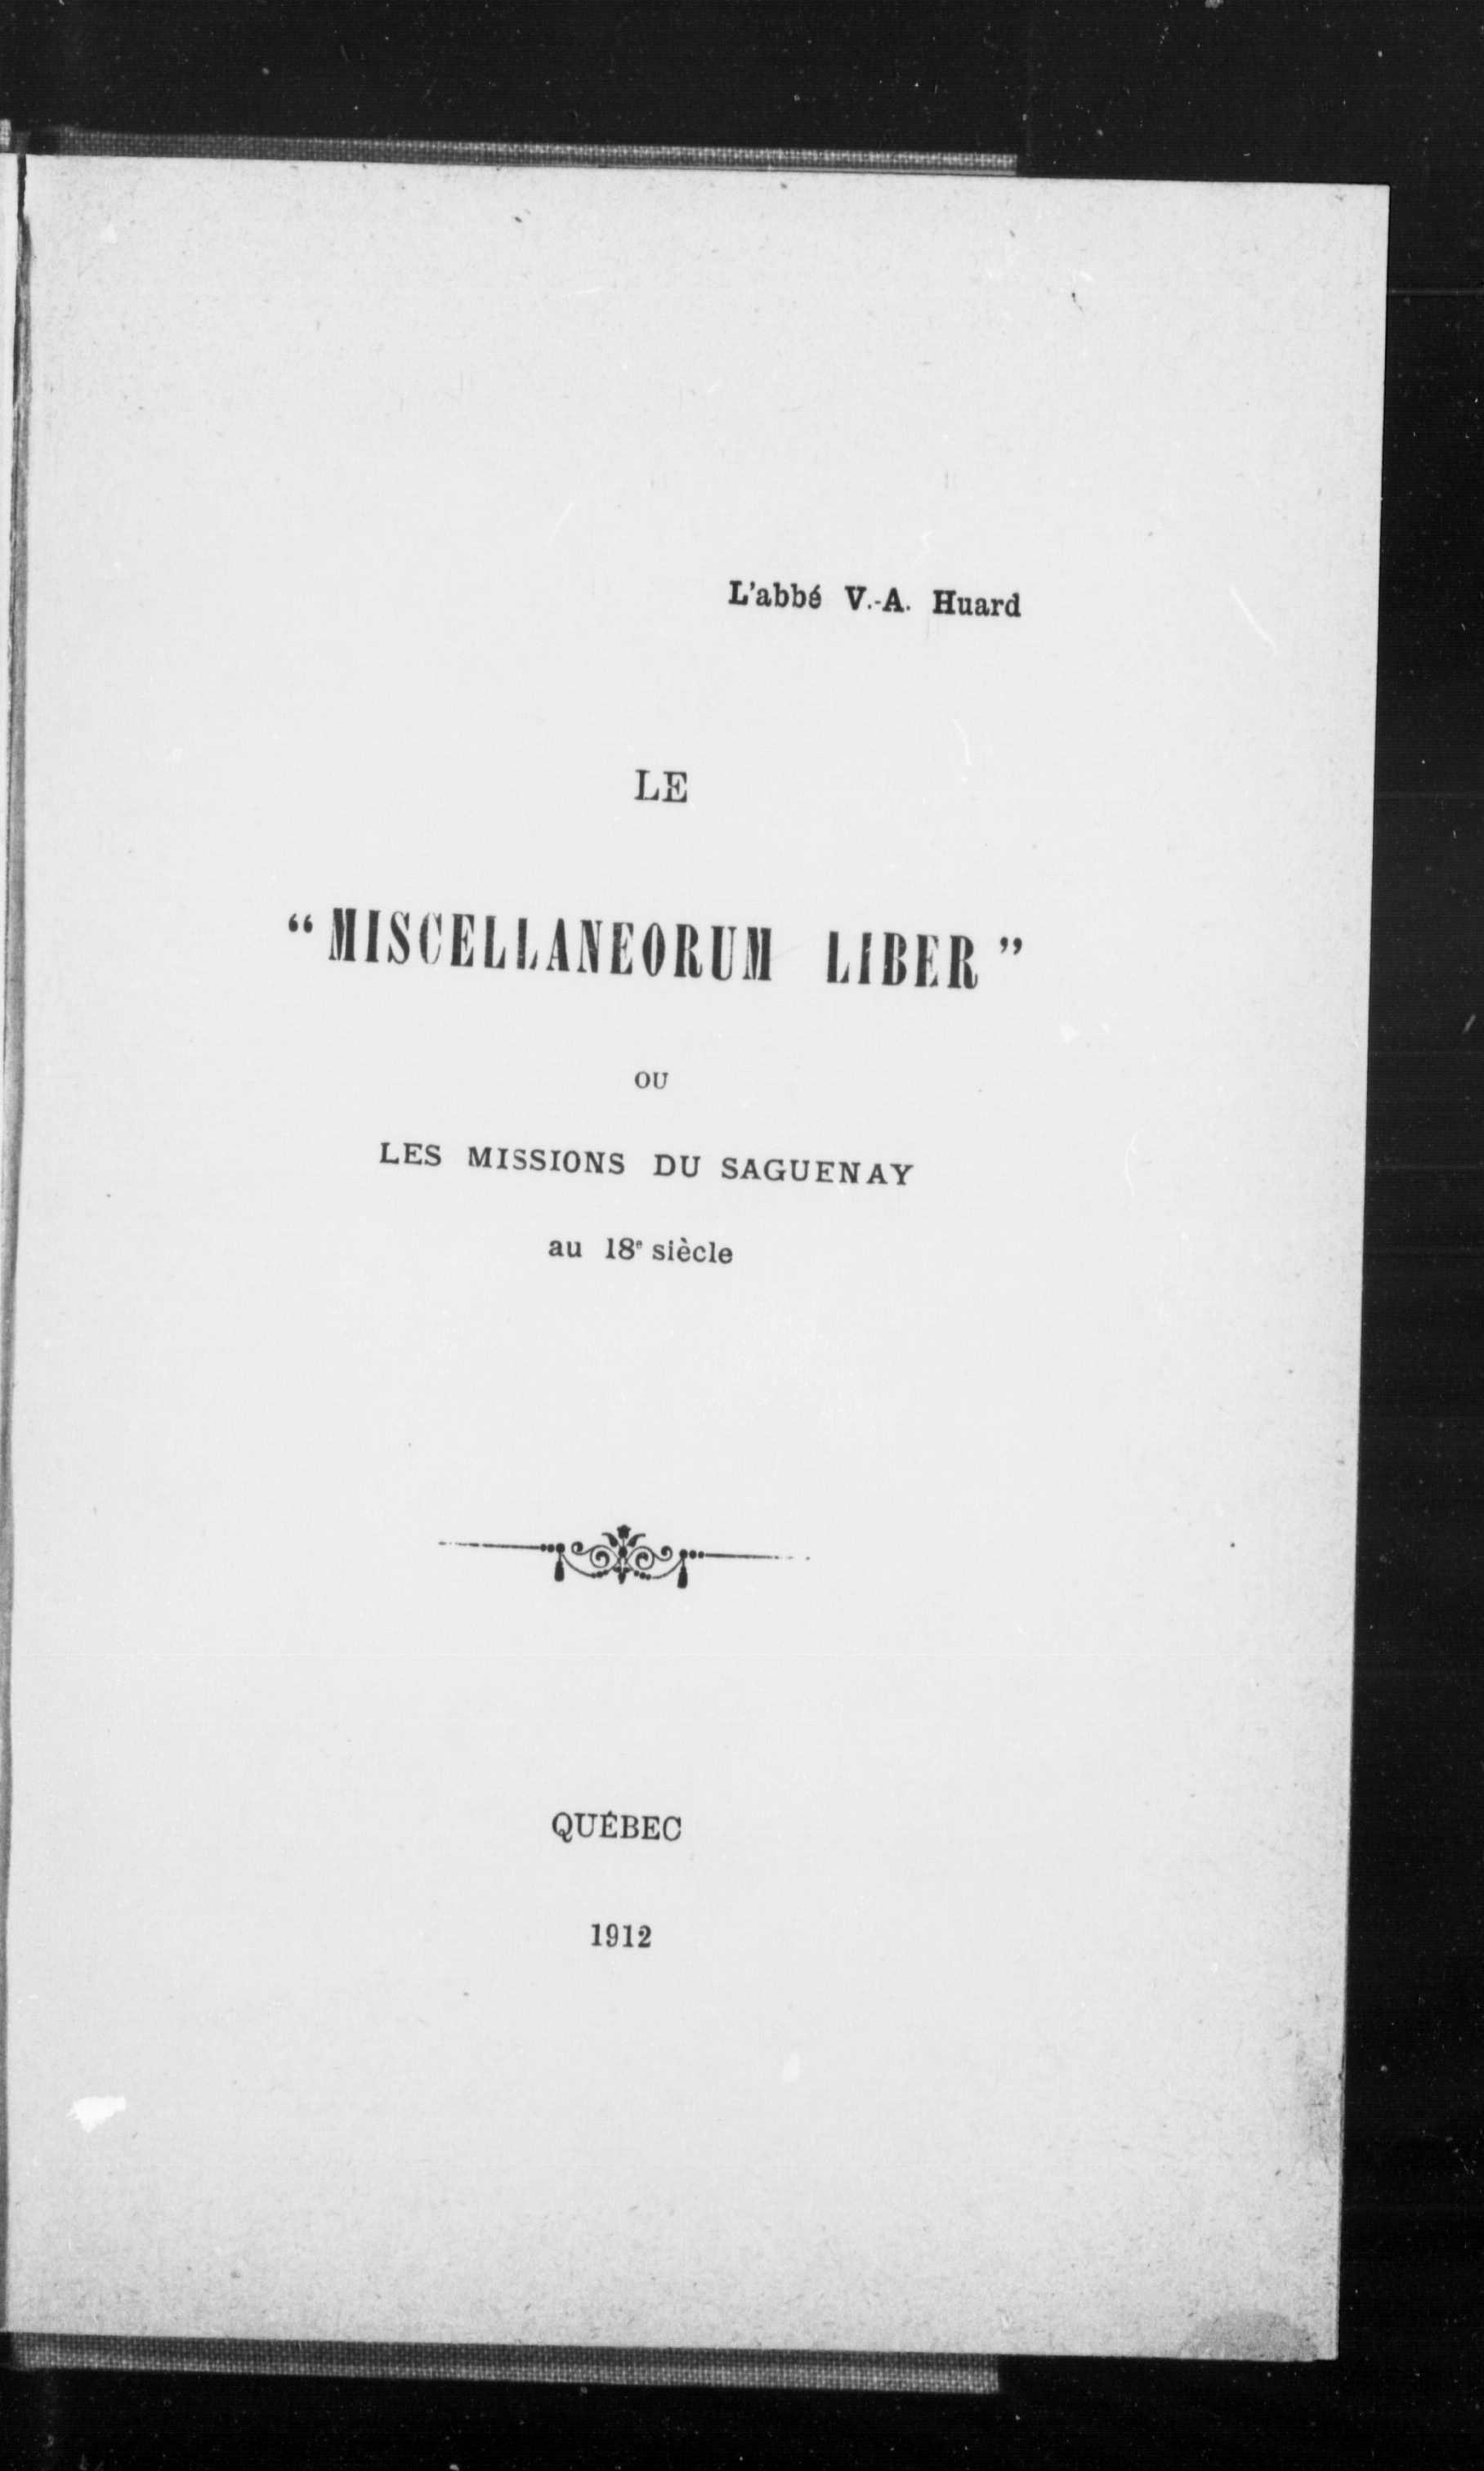 L'abbé V.-A. Huard
LE
“MISCELLANEORUM LIBER”
OU
LES MISSIONS DU SAGUENAY
au 18e siècle
QUÉBEC
1912